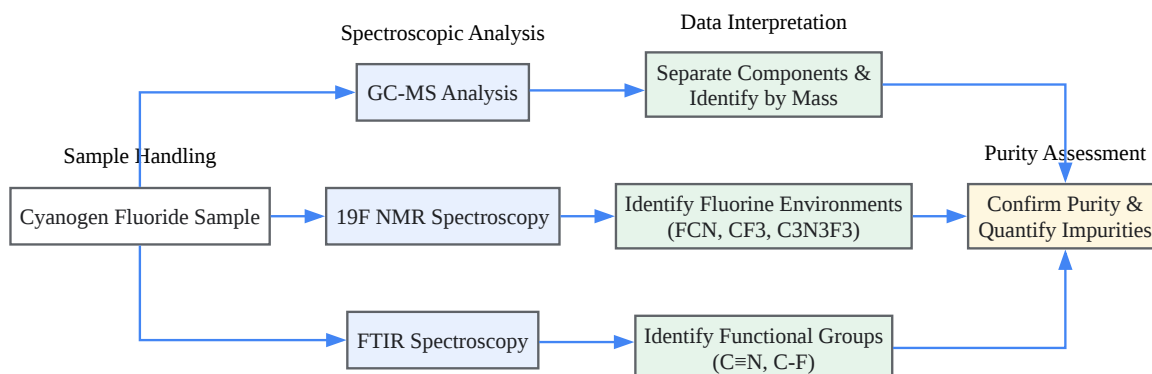 Spectroscopic Analysis
Data Interpretation
GC-MS Analysis
Separate Components &
Identify by Mass
Sample Handling
Purity Assessment
Cyanogen Fluoride Sample
19F NMR Spectroscopy
Identify Fluorine Environments
(FCN, CF3, C3N3F3)
Confirm Purity &
Quantify Impurities
FTIR Spectroscopy
Identify Functional Groups
(C≡N, C-F)